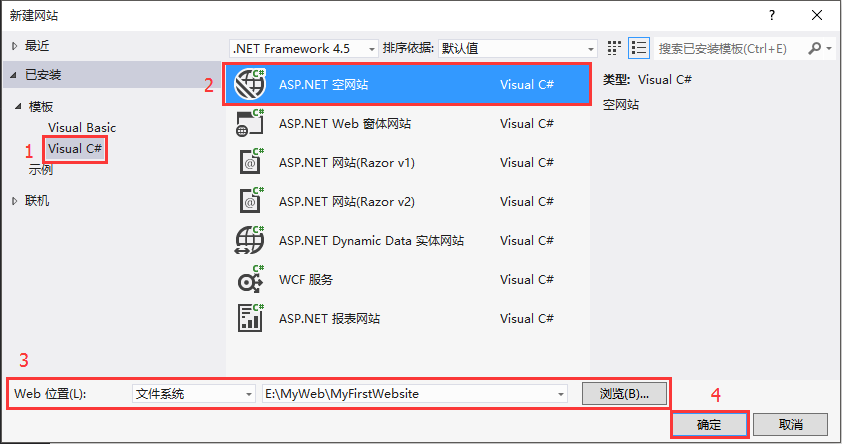 新建网站
?
最近
.NET Framework 4.5
排序依据: 默认值
搜索已安装模板(Ctrl+E)
已安装
2
C#
ASP.NET 空网站
Visual C#
类型: Visual C#
空网站
模板
Visual Basic
1
Visual C#
示例
联机
C#
ASP.NET Web 窗体网站
Visual C#
C#
@
ASP.NET 网站(Razor v1)
Visual C#
C#
@
ASP.NET 网站(Razor v2)
Visual C#
C#
ASP.NET Dynamic Data 实体网站
Visual C#
C#
WCF 服务
Visual C#
C#
ASP.NET 报表网站
Visual C#
3
Web 位置(L):
文件系统
E:\MyWeb\MyFirstWebsite
浏览(B)...
4
确定
取消